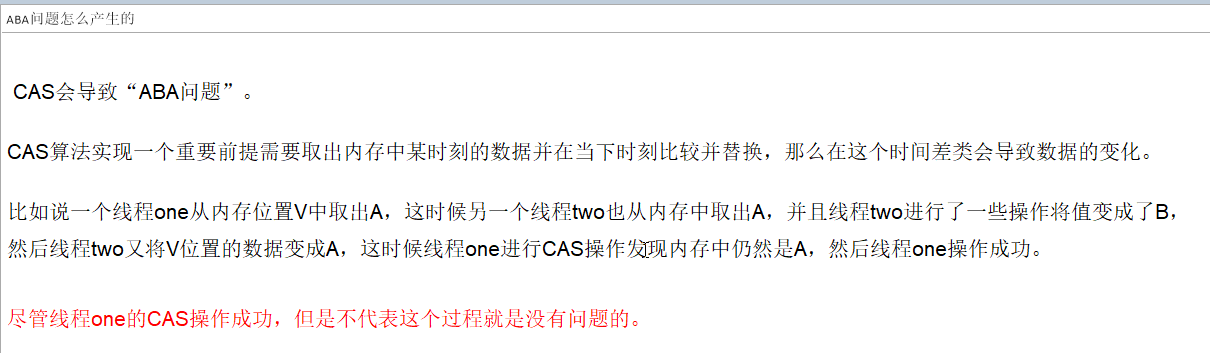 ABA问题怎么产生的
CAS会导致“ABA问题”。
CAS算法实现一个重要前提需要取出内存中某时刻的数据并在当下时刻比较并替换，那么在这个时间差类会导致数据的变化。
比如说一个线程one从内存位置V中取出A，这时候另一个线程two也从内存中取出A，并且线程two进行了一些操作将值变成了B，
然后线程two又将V位置的数据变成A，这时候线程one进行CAS操作发现内存中仍然是A，然后线程one操作成功。
尽管线程one的CAS操作成功，但是不代表这个过程就是没有问题的。